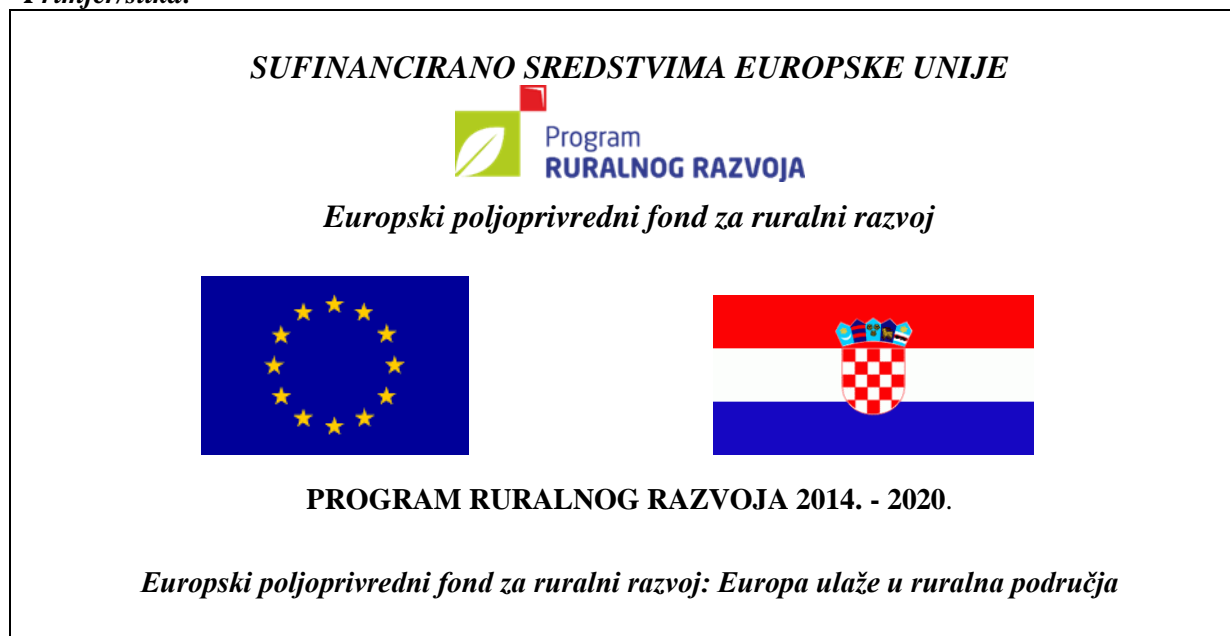 SUFINANCIRANO SREDSTVIMA EUROPSKE UNIJE
Program
RURALNOG RAZVOJA
Europski poljoprivredni fond za ruralni razvoj
PROGRAM RURALNOG RAZVOJA 2014. - 2020.
Europski poljoprivredni fond za ruralni razvoj: Europa ulaže u ruralna područja